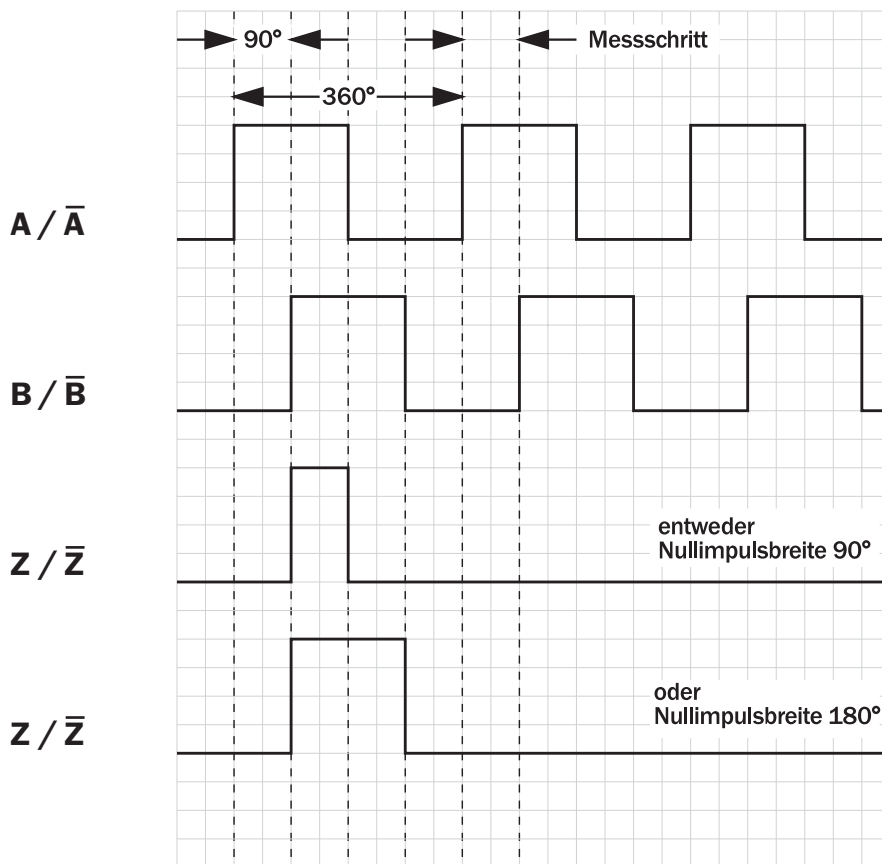 90°
Messschritt
360°
A / A̅
B / B̅
Z / Z̅
entweder
Nullimpulsbreite 90°
Z / Z̅
oder
Nullimpulsbreite 180°